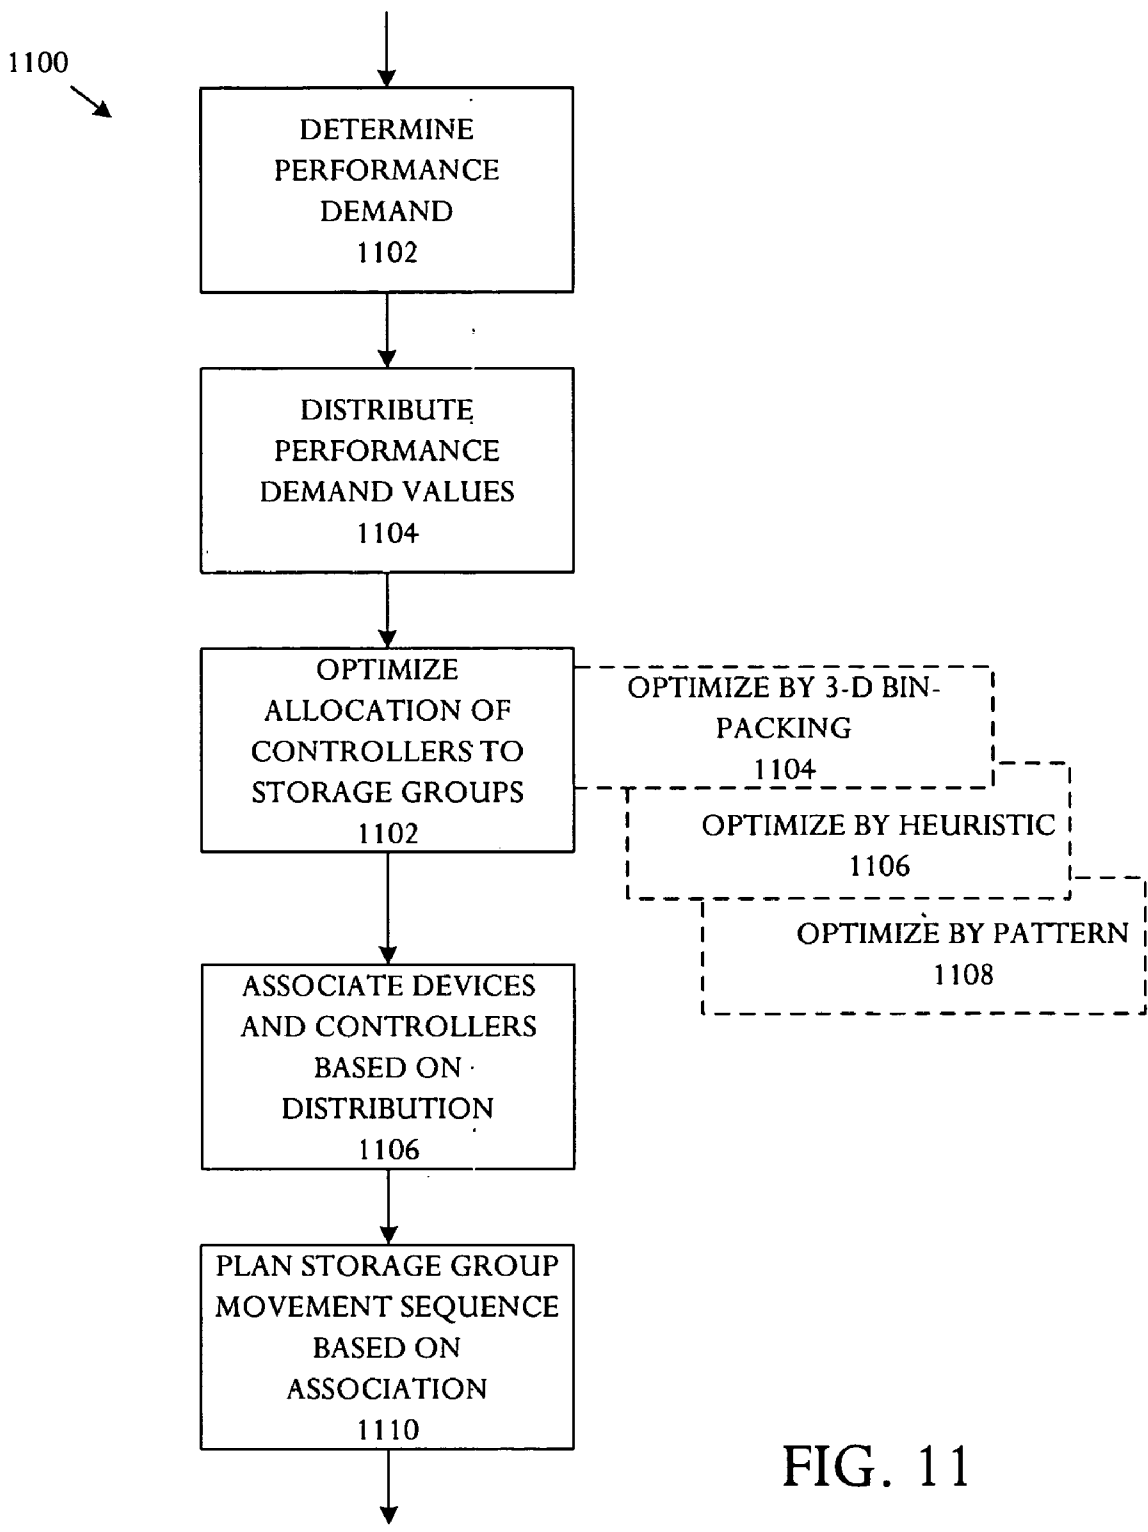 1100
DETERMINE
PERFORMANCE
DEMAND
1102
DISTRIBUTE
PERFORMANCE
DEMAND VALUES
1104
OPTIMIZE
ALLOCATION OF
CONTROLLERS TO
STORAGE GROUPS
1102
OPTIMIZE BY 3-D BIN-
PACKING
1104
OPTIMIZE BY HEURISTIC
1106
OPTIMIZE BY PATTERN
1108
ASSOCIATE DEVICES
AND CONTROLLERS
BASED ON
DISTRIBUTION
1106
PLAN STORAGE GROUP
MOVEMENT SEQUENCE
BASED ON
ASSOCIATION
1110
FIG. 11